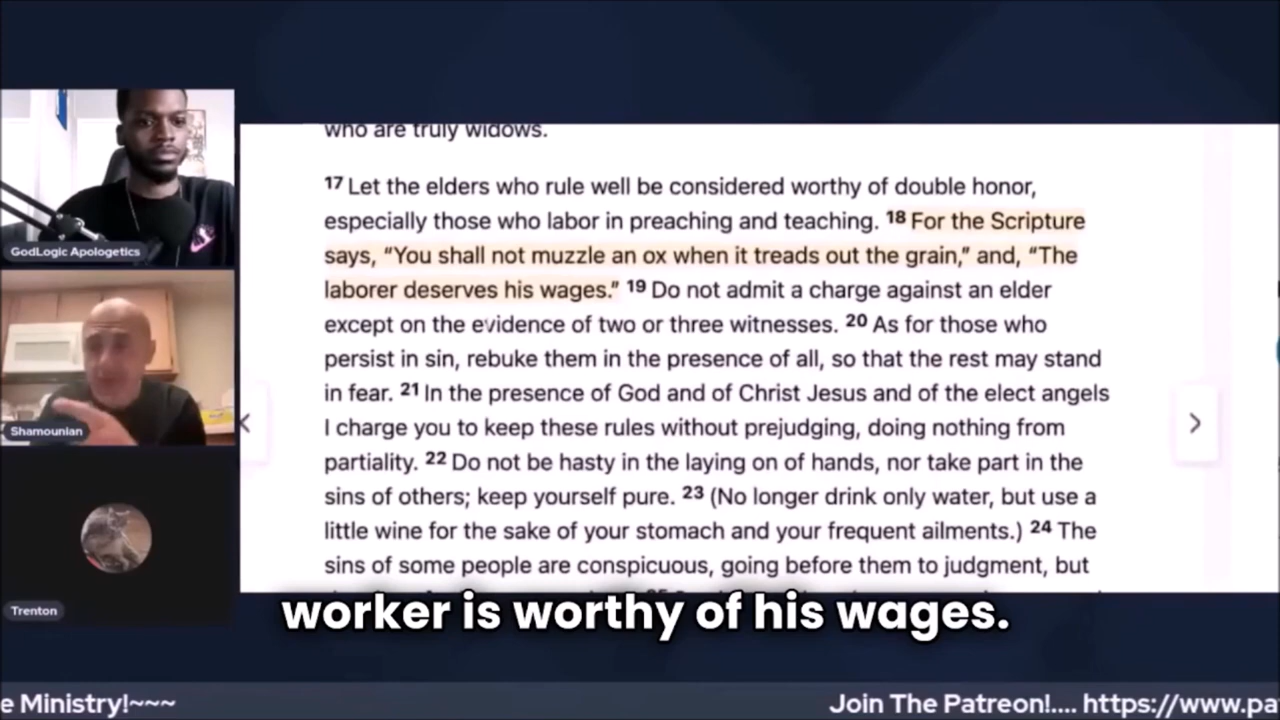 who are truly widows.
17 Let the elders who rule well be considered worthy of double honor,
especially those who labor in preaching and teaching. 18 For the Scripture
says, “You shall not muzzle an ox when it treads out the grain,” and, “The
laborer deserves his wages.” 19 Do not admit a charge against an elder
except on the evidence of two or three witnesses. 20 As for those who
persist in sin, rebuke them in the presence of all, so that the rest may stand
in fear. 21 In the presence of God and of Christ Jesus and of the elect angels
I charge you to keep these rules without prejudging, doing nothing from
partiality. 22 Do not be hasty in the laying on of hands, nor take part in the
sins of others; keep yourself pure. 23 (No longer drink only water, but use a
little wine for the sake of your stomach and your frequent ailments.) 24 The
sins of some people are conspicuous, going before them to judgment, but
GodLogic Apologetics
Shamounian
Trenton
worker is worthy of his wages.
e Ministry!~~~ Join The Patreon!.... https://www.pa